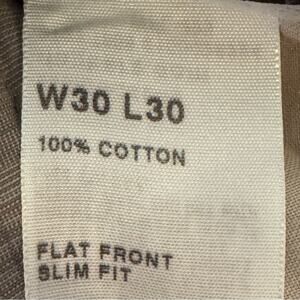 W30 L30
100% COTTON
FLAT FRONT
SLIM FIT